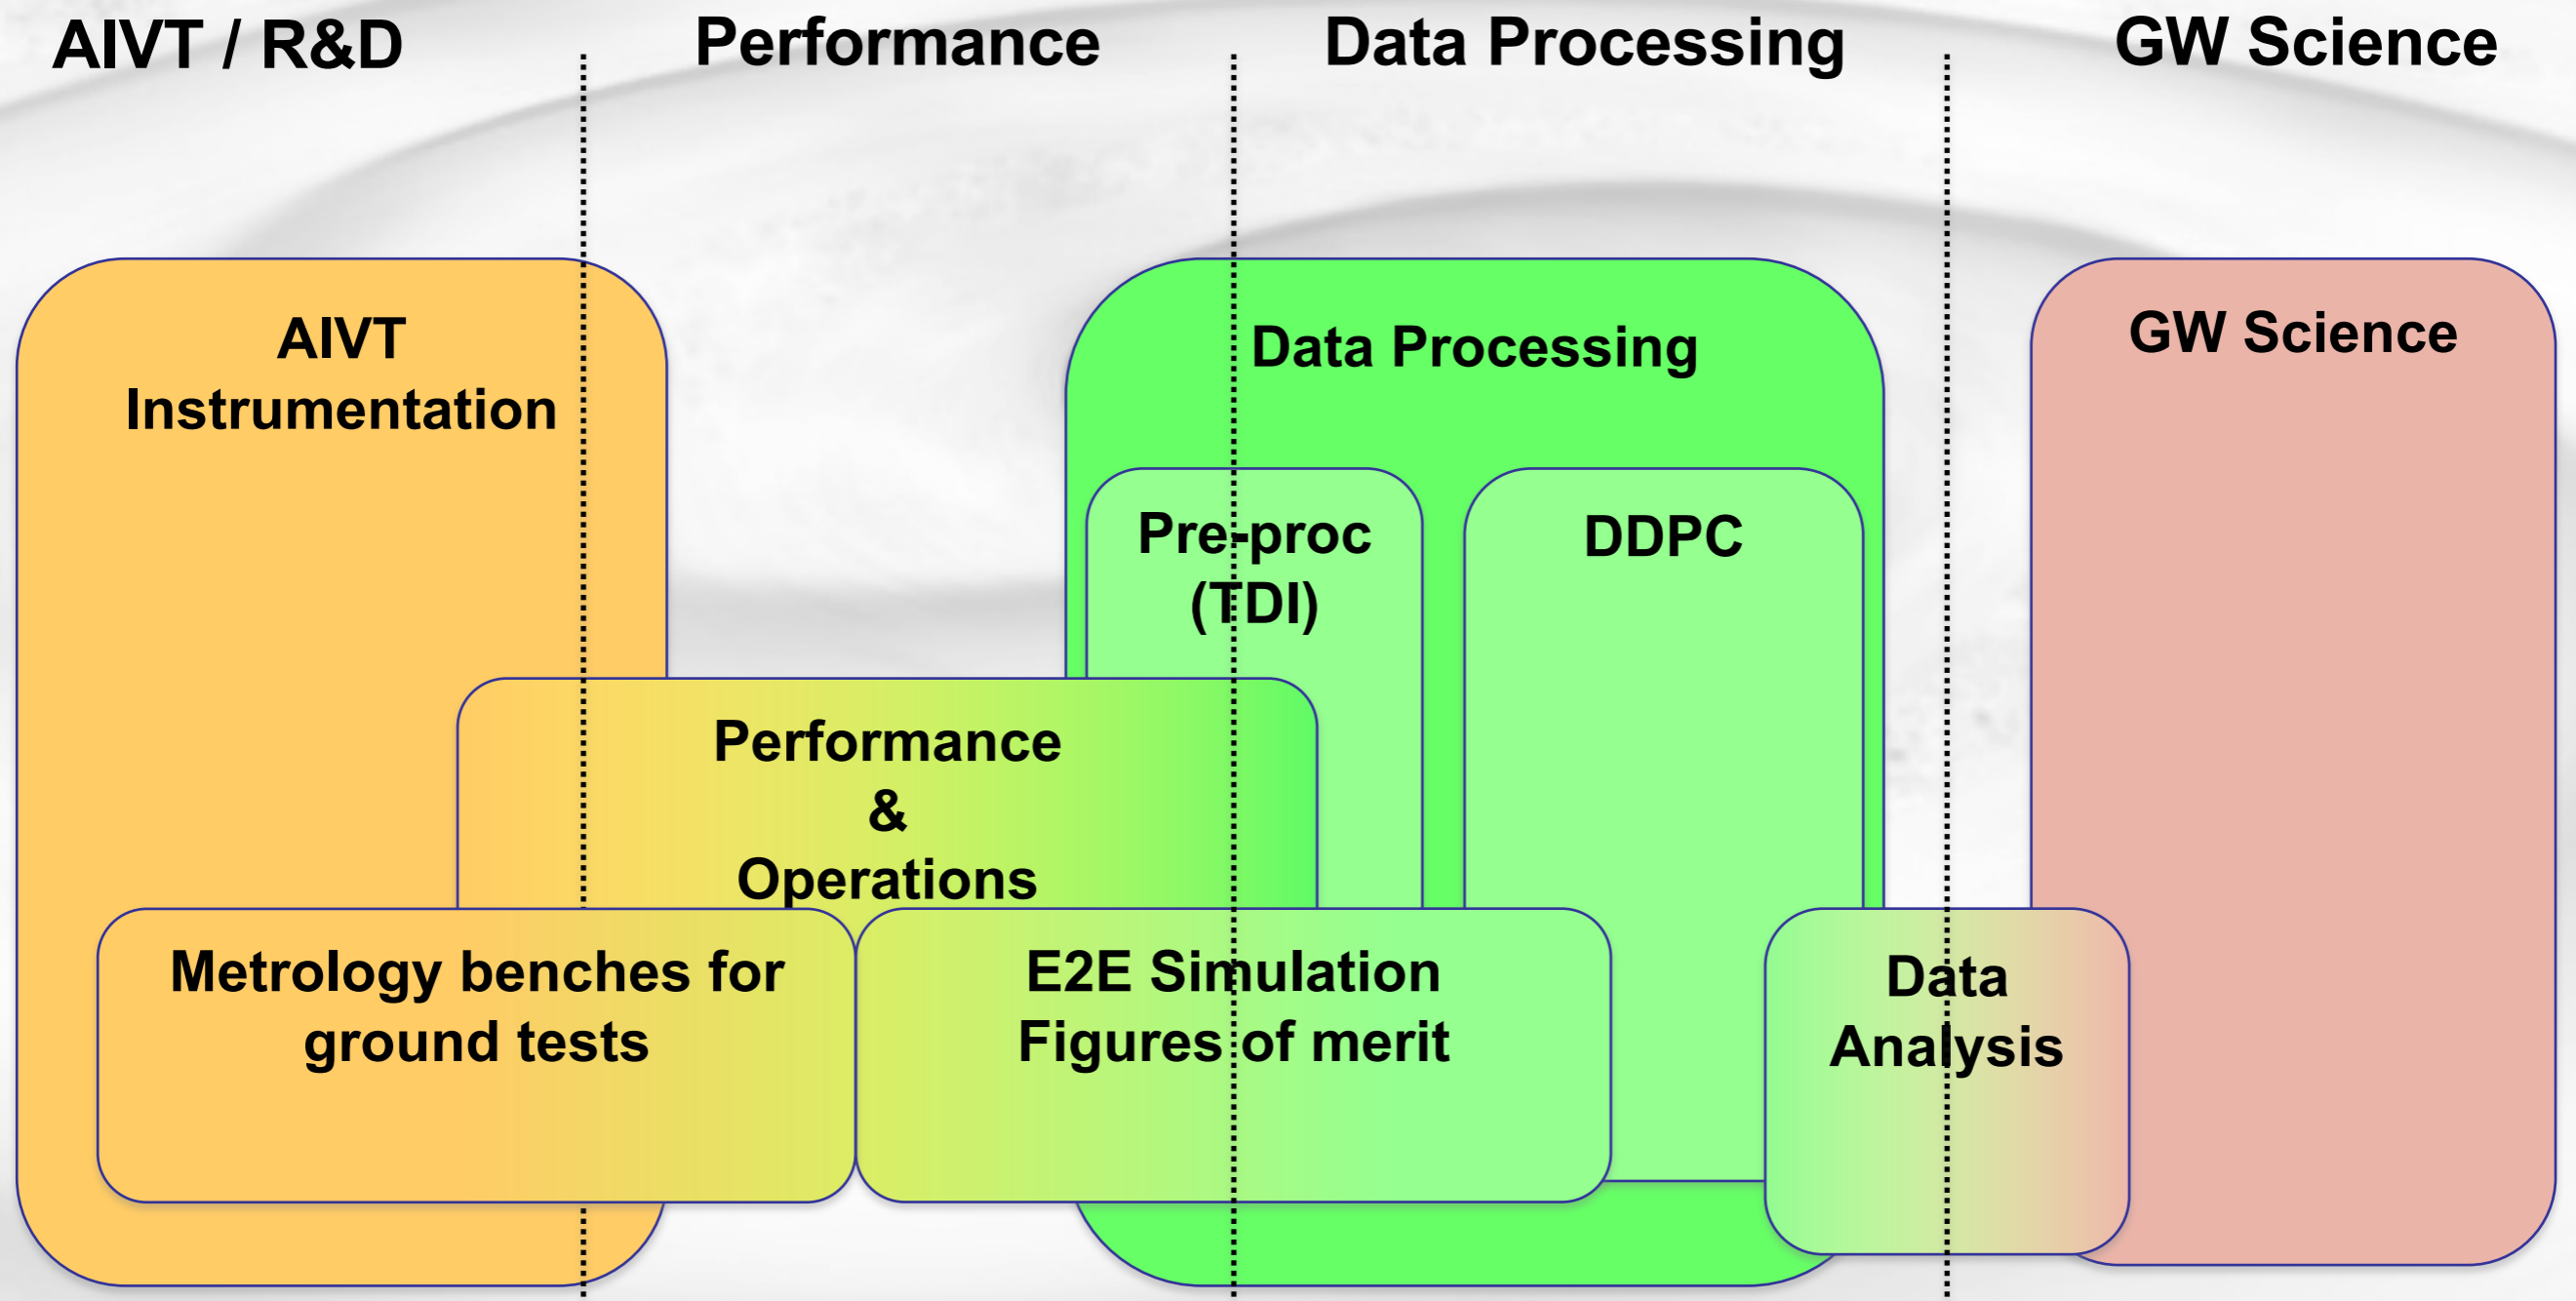 AIVT / R&D
Performance
Data Processing
GW Science
AIVT
Instrumentation
Data Processing
GW Science
Pre-proc
(TDI)
DDPC
Performance
&
Operations
Metrology benches for
ground tests
E2E Simulation
Figures of merit
Data
Analysis